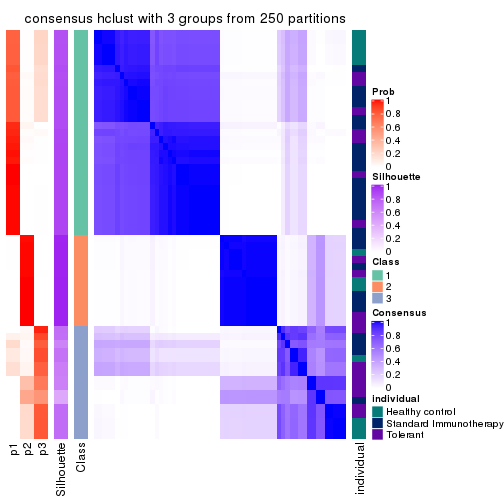 consensus hclust with 3 groups from 250 partitions
Prob
1
0.8
0.6
0.4
0.2
0
Silhouette
1
0.8
0.6
0.4
0.2
0
Class
1
2
3
Consensus
1
0.8
0.6
0.4
0.2
0
individual
Healthy control
Standard Immunotherapy
Tolerant
p1
p2
p3
Silhouette
Class
individual